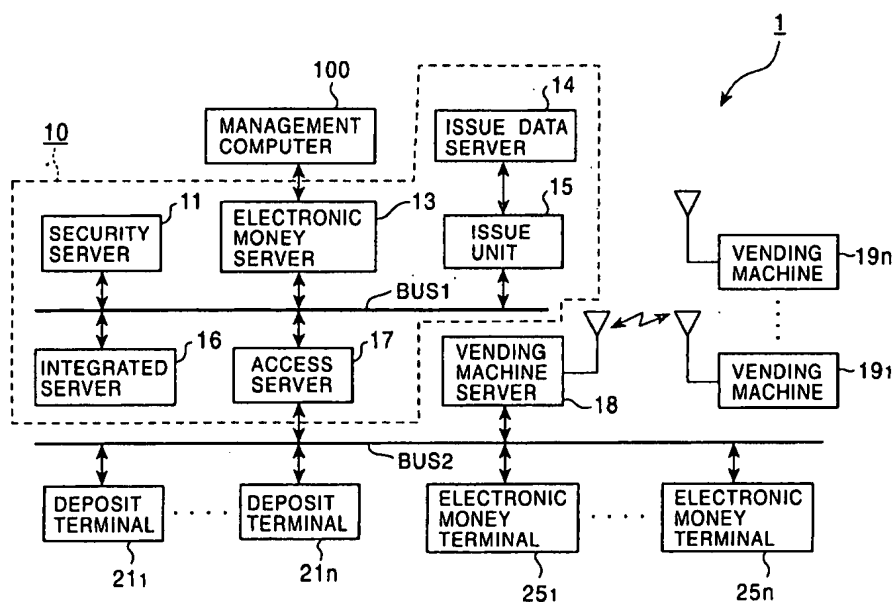 1
100
14
10
MANAGEMENT
COMPUTER
ISSUE DATA
SERVER
11
13
15
SECURITY
SERVER
ELECTRONIC
MONEY
SERVER
ISSUE
UNIT
VENDING
MACHINE
19n
BUS1
16
17
INTEGRATED
SERVER
ACCESS
SERVER
VENDING
MACHINE
SERVER
18
VENDING
MACHINE
191
BUS2
DEPOSIT
TERMINAL
DEPOSIT
TERMINAL
ELECTRONIC
MONEY
TERMINAL
ELECTRONIC
MONEY
TERMINAL
211
21n
251
25n